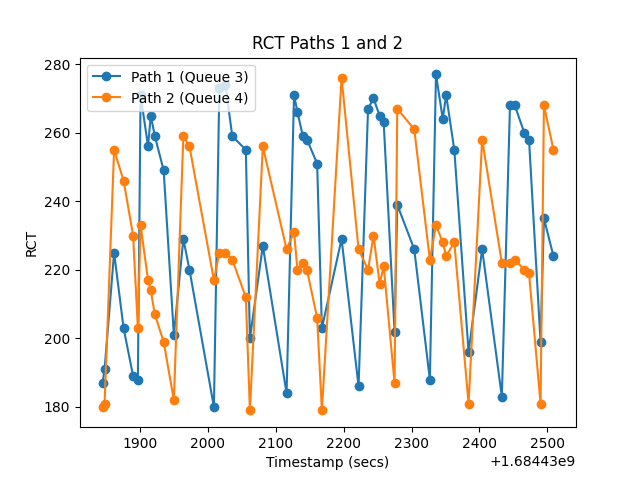 RCT Paths 1 and 2
280
260
240
220
200
180
RCT
Path 1 (Queue 3)
Path 2 (Queue 4)
1900 2000 2100 2200 2300 2400 2500
Timestamp (secs)
+1.68443e9